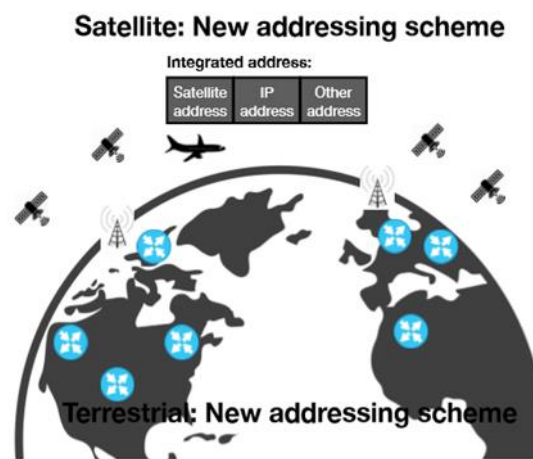 Satellite: New addressing scheme
Integrated address:
Satellite address
IP address
Other address
Terrestrial: New addressing scheme